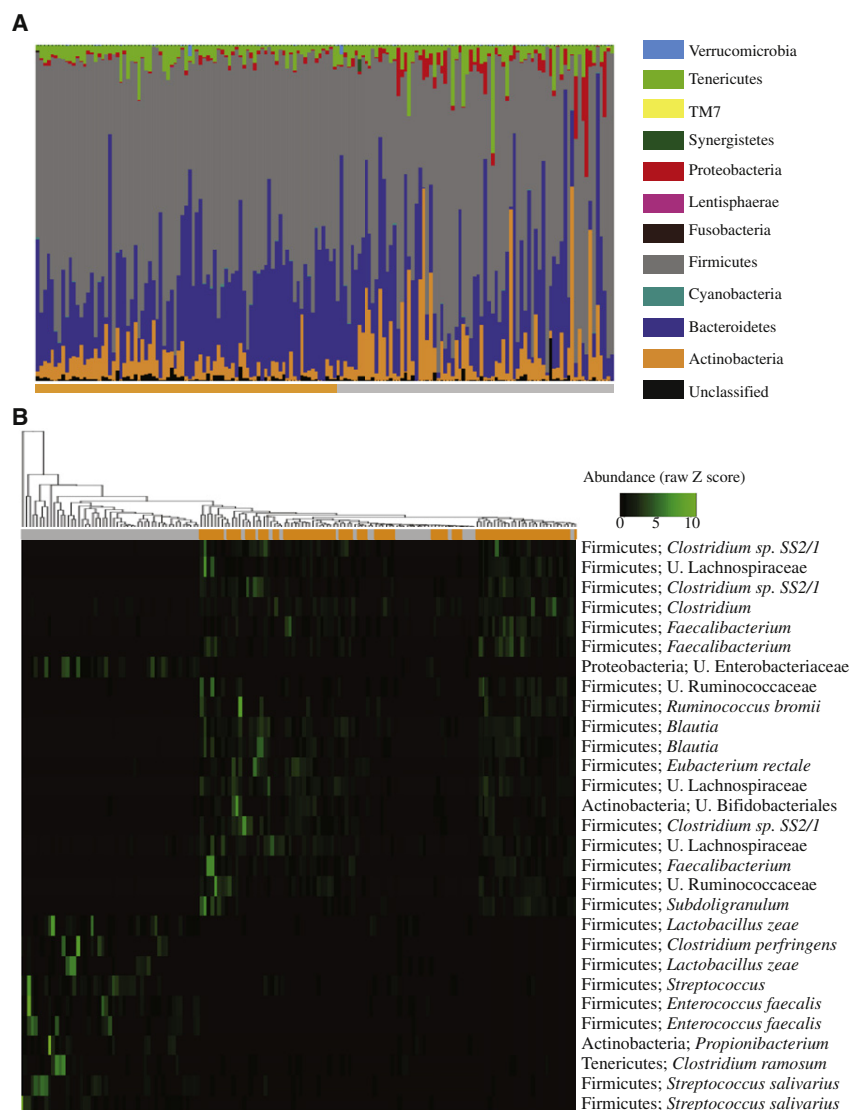 A
Verrucomicrobia
Tenericutes
TM7
Synergistetes
Proteobacteria
Lentisphaerae
Fusobacteria
Firmicutes
Cyanobacteria
Bacteroidetes
Actinobacteria
Unclassified
B
Abundance (raw Z score)
0 5 10
Firmicutes; Clostridium sp. SS2/1
Firmicutes; U. Lachnospiraceae
Firmicutes; Clostridium sp. SS2/1
Firmicutes; Clostridium
Firmicutes; Faecalibacterium
Firmicutes; Faecalibacterium
Proteobacteria; U. Enterobacteriaceae
Firmicutes; U. Ruminococcaceae
Firmicutes; Ruminococcus bromii
Firmicutes; Blautia
Firmicutes; Blautia
Firmicutes; Eubacterium rectale
Firmicutes; U. Lachnospiraceae
Actinobacteria; U. Bifidobacteriales
Firmicutes; Clostridium sp. SS2/1
Firmicutes; U. Lachnospiraceae
Firmicutes; Faecalibacterium
Firmicutes; U. Ruminococcaceae
Firmicutes; Subdoligranulum
Firmicutes; Lactobacillus zeae
Firmicutes; Clostridium perfringens
Firmicutes; Lactobacillus zeae
Firmicutes; Streptococcus
Firmicutes; Enterococcus faecalis
Firmicutes; Enterococcus faecalis
Actinobacteria; Propionibacterium
Tenericutes; Clostridium ramosum
Firmicutes; Streptococcus salivarius
Firmicutes; Streptococcus salivarius